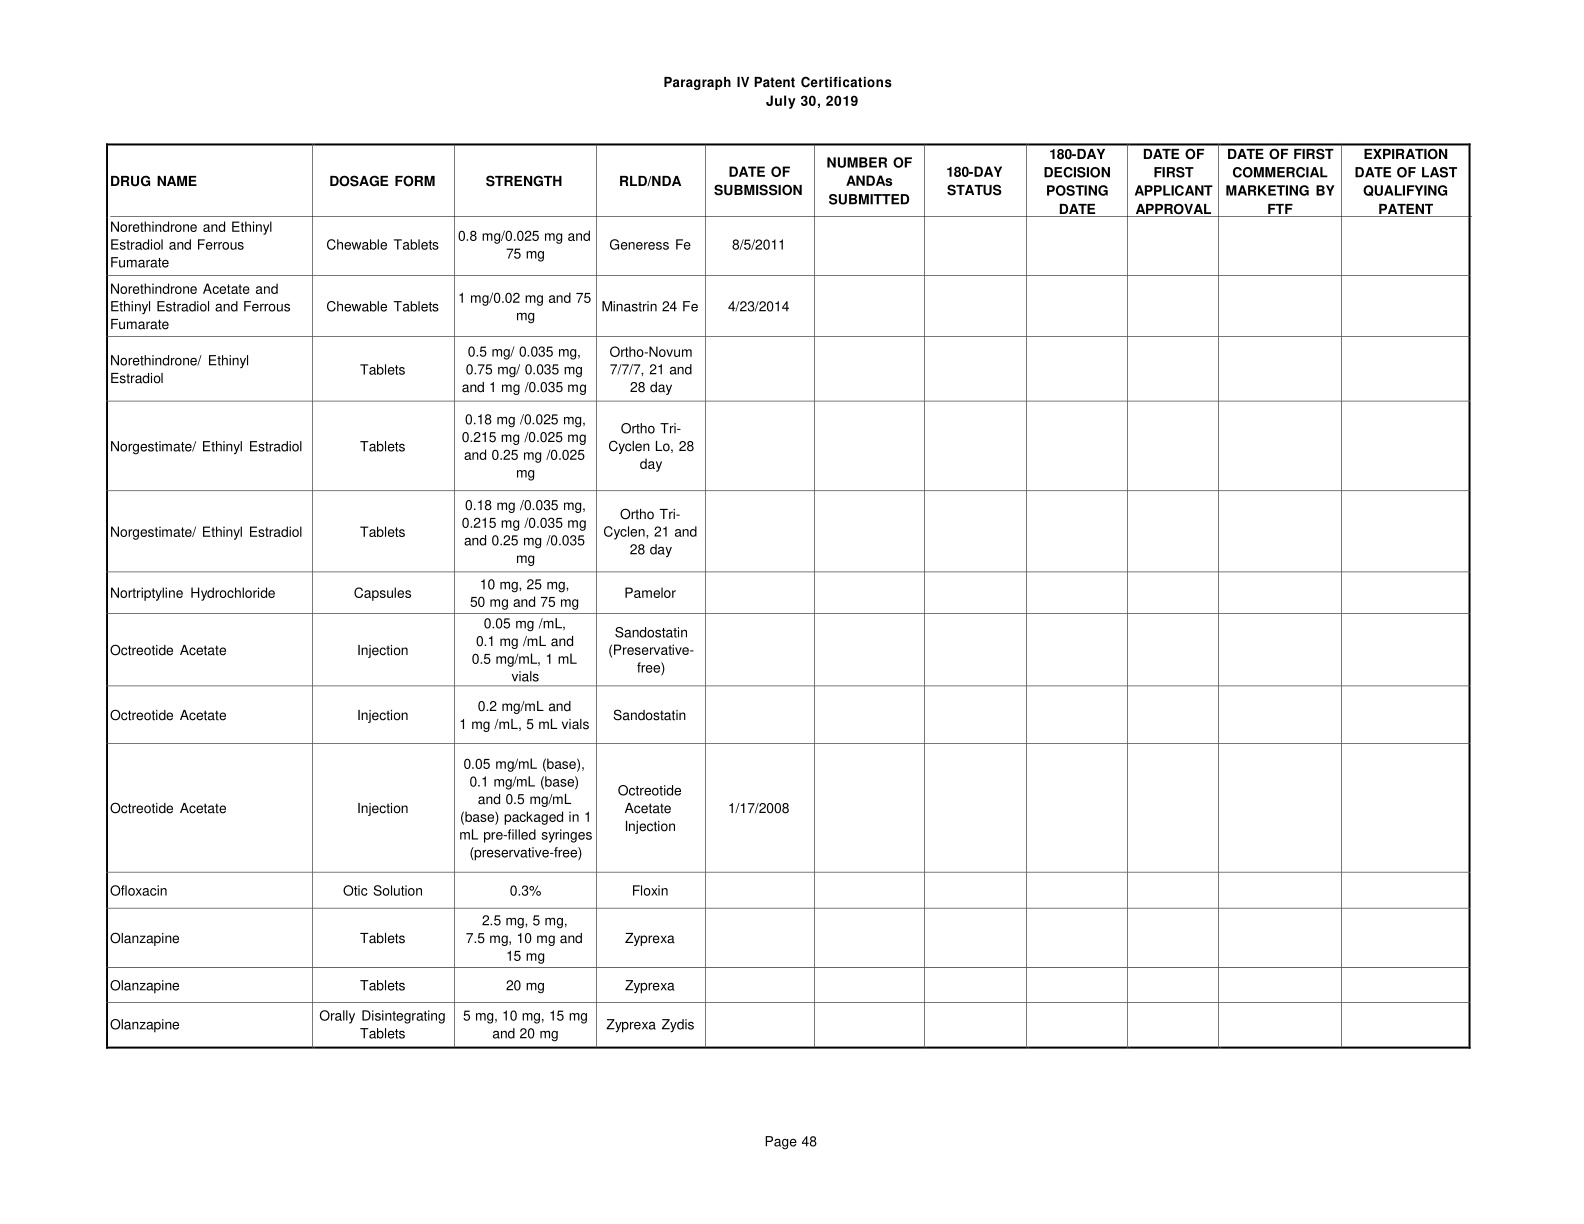 Paragraph IV Patent Certifications
July 30, 2019
DRUG NAME
DOSAGE FORM
STRENGTH
RLD/NDA
DATE OF
SUBMISSION
NUMBER OF
ANDAs
SUBMITTED
180-DAY
STATUS
180-DAY
DECISION
POSTING
DATE
DATE OF
FIRST
APPLICANT
APPROVAL
DATE OF FIRST
COMMERCIAL
MARKETING BY
FTF
EXPIRATION
DATE OF LAST
QUALIFYING
PATENT
Norethindrone and Ethinyl
Estradiol and Ferrous
Fumarate
Chewable Tablets
0.8 mg/0.025 mg and
75 mg
Generess Fe
8/5/2011
Norethindrone Acetate and
Ethinyl Estradiol and Ferrous
Fumarate
Chewable Tablets
1 mg/0.02 mg and 75
mg
Minastrin 24 Fe
4/23/2014
Norethindrone/ Ethinyl
Estradiol
Tablets
0.5 mg/ 0.035 mg,
0.75 mg/ 0.035 mg
and 1 mg /0.035 mg
Ortho-Novum
7/7/7, 21 and
28 day
Norgestimate/ Ethinyl Estradiol
Tablets
0.18 mg /0.025 mg,
0.215 mg /0.025 mg
and 0.25 mg /0.025
mg
Ortho Tri-
Cyclen Lo, 28
day
Norgestimate/ Ethinyl Estradiol
Tablets
0.18 mg /0.035 mg,
0.215 mg /0.035 mg
and 0.25 mg /0.035
mg
Ortho Tri-
Cyclen, 21 and
28 day
Nortriptyline Hydrochloride
Capsules
10 mg, 25 mg,
50 mg and 75 mg
Pamelor
Octreotide Acetate
Injection
0.05 mg /mL,
0.1 mg /mL and
0.5 mg/mL, 1 mL
vials
Sandostatin
(Preservative-
free)
Octreotide Acetate
Injection
0.2 mg/mL and
1 mg /mL, 5 mL vials
Sandostatin
Octreotide Acetate
Injection
0.05 mg/mL (base),
0.1 mg/mL (base)
and 0.5 mg/mL
(base) packaged in 1
mL pre-filled syringes
(preservative-free)
Octreotide
Acetate
Injection
1/17/2008
Ofloxacin
Otic Solution
0.3%
Floxin
Olanzapine
Tablets
2.5 mg, 5 mg,
7.5 mg, 10 mg and
15 mg
Zyprexa
Olanzapine
Tablets
20 mg
Zyprexa
Olanzapine
Orally Disintegrating
Tablets
5 mg, 10 mg, 15 mg
and 20 mg
Zyprexa Zydis
Page 48